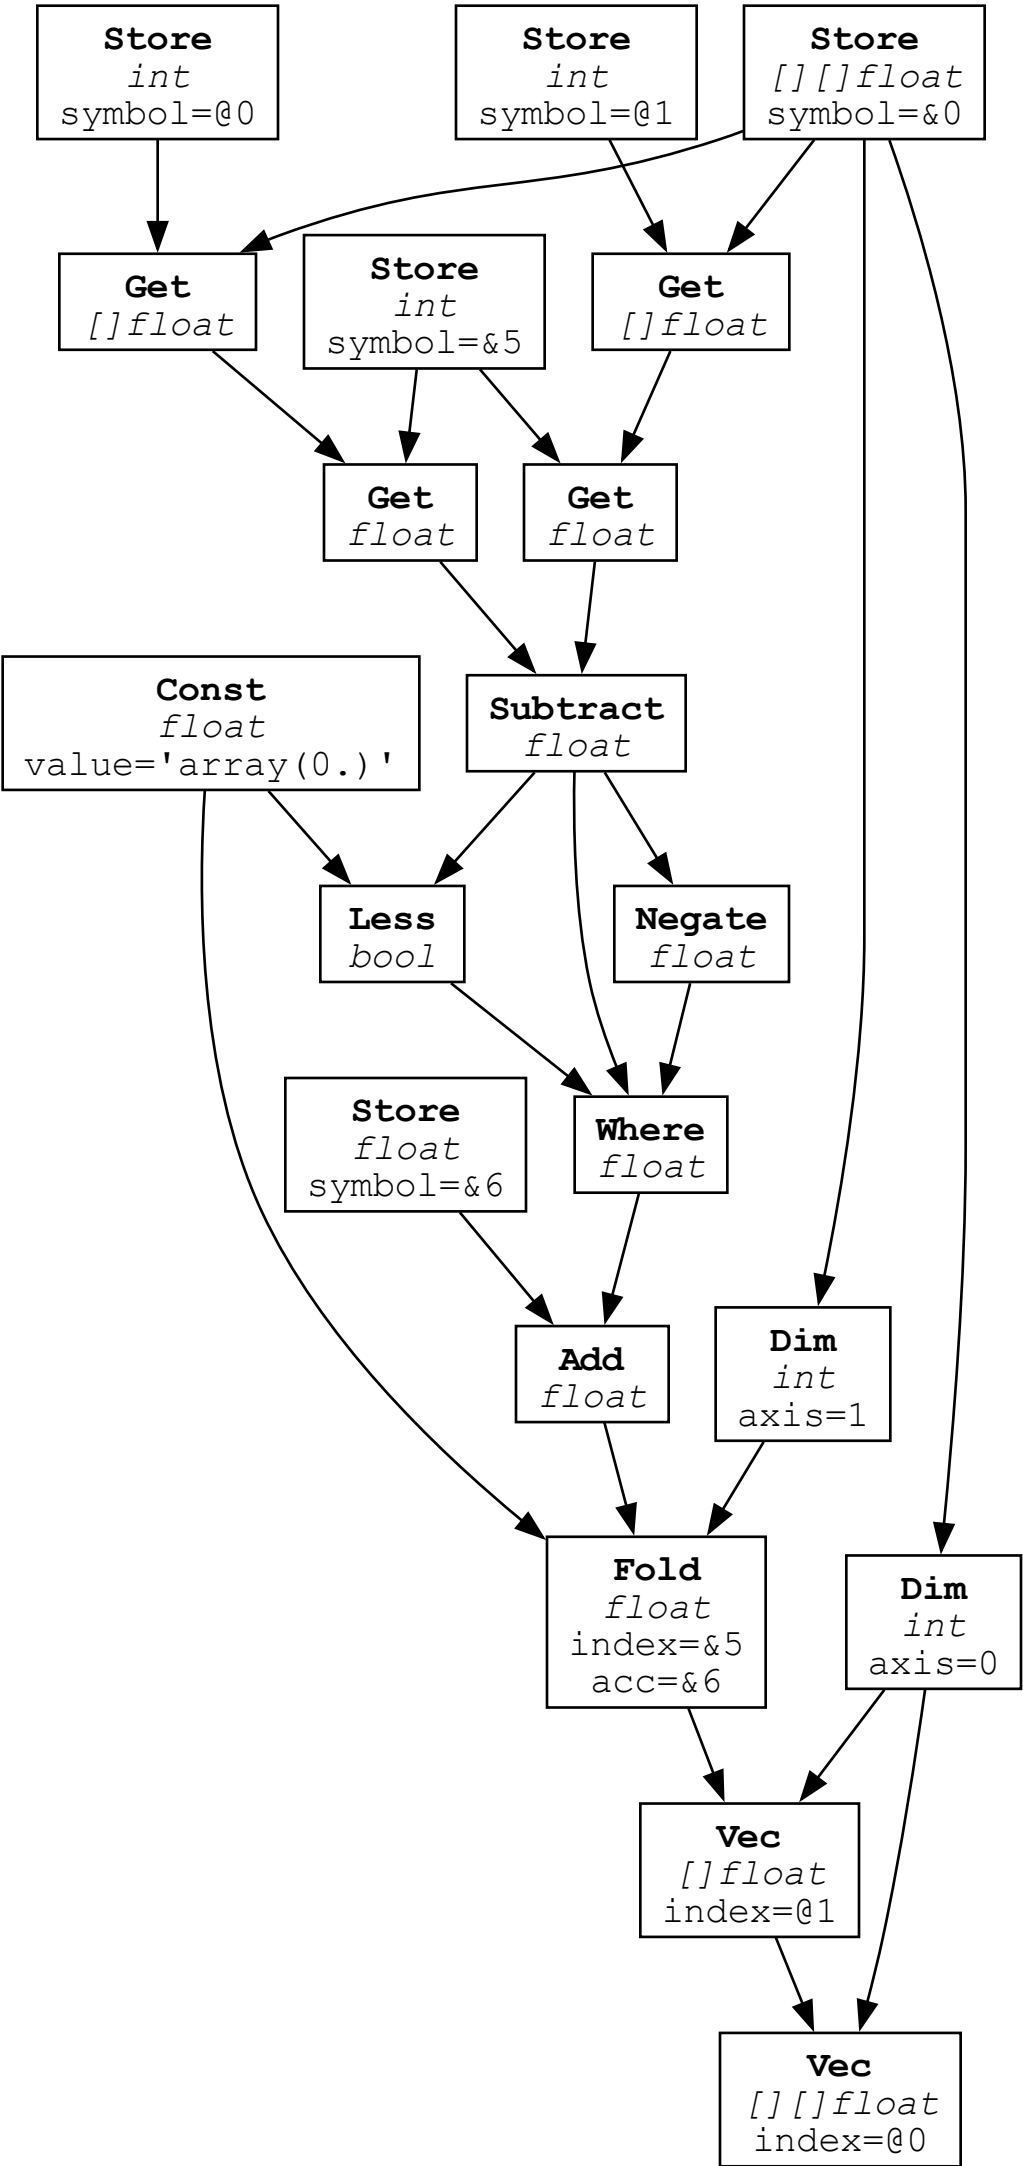 Store
int
symbol=@0
Store
int
symbol=@1
Store
[][]float
symbol=&0
Get
[]float
Store
int
symbol=&5
Get
[]float
Get
float
Get
float
Const
float
value='array(0.)'
Subtract
float
Less
bool
Negate
float
Store
float
symbol=&6
Where
float
Add
float
Dim
int
axis=1
Fold
float
index=&5
acc=&6
Dim
int
axis=0
Vec
[]float
index=@1
Vec
[][]float
index=@0